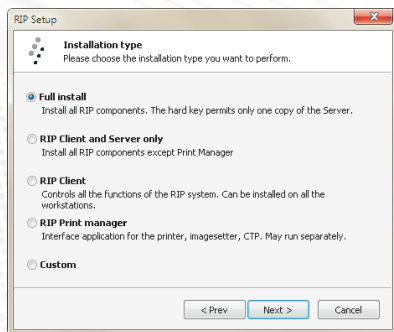 RIP Setup
Installation type
Please choose the installation type you want to perform.
Full install
Install all RIP components. The hard key permits only one copy of the Server.
RIP Client and Server only
Install all RIP components except Print Manager
RIP Client
Controls all the functions of the RIP system. Can be installed on all the
workstations.
RIP Print manager
Interface application for the printer, imagesetter, CTP. May run separately.
Custom
< Prev Next > Cancel